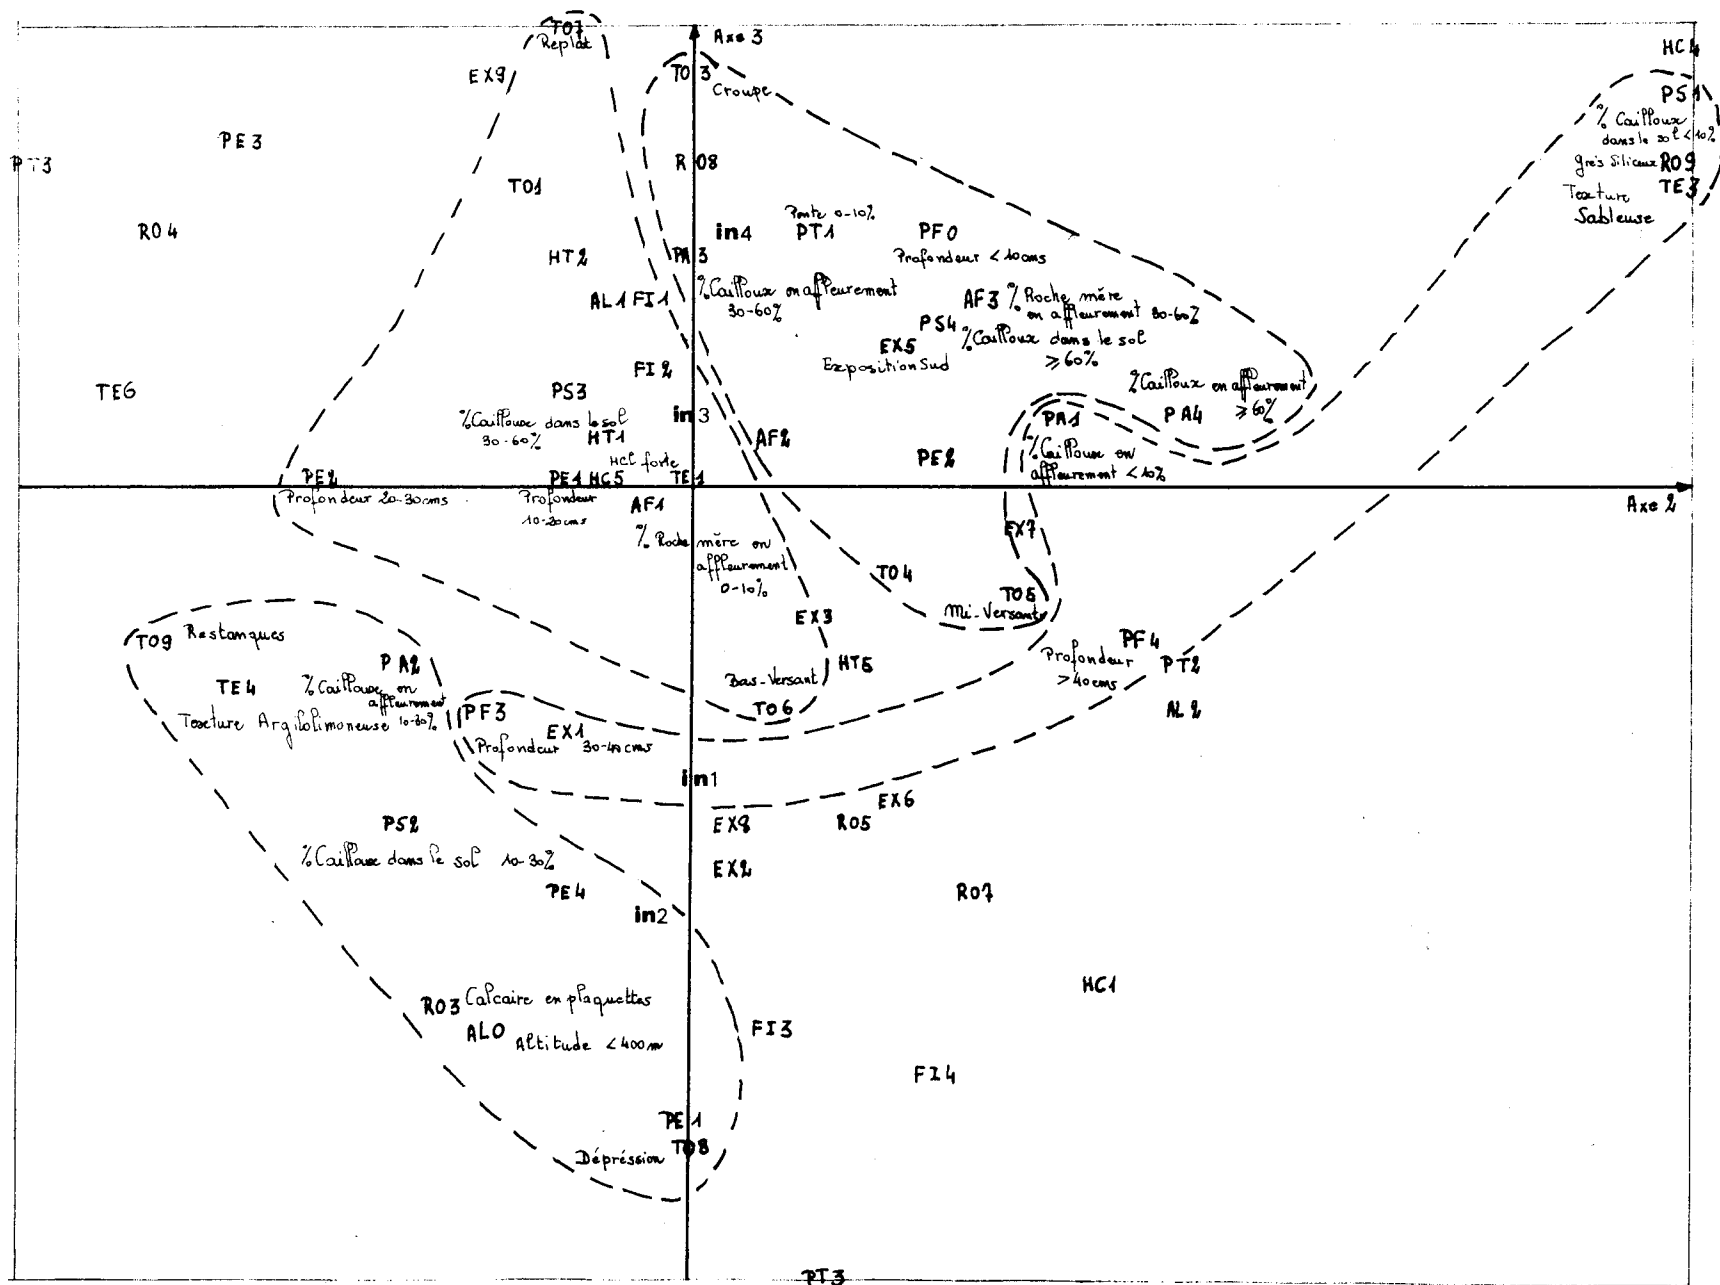 TO7
Replat
Axe 3
HC4
EX9
TO3
Croupe
PS1
% Cailloux
dans le sol <10%
PE3
PT3
RO8
Grès Siliceux RO9
TO1
TE3
Texture
Sableuse
RO4
in4
Pente 0-10%
PT1
PF0
HT2
PA3
Profondeur <10cms
AL1 FI1
% Cailloux en affleurement
30-60%
AF3 % Roche mère
en affleurement 30-60%
PS4
% Cailloux dans le sol
≥60%
EX5
Exposition Sud
FI2
TE6
PS3
% Cailloux en affleurement
≥60%
PA4
% Cailloux dans le sol
30-60%
HT1
in3
PA1
% Cailloux en
affleurement <10%
AF2
HCl forte
PE2
PE2
PE1 HC5
TE1
Profondeur 20-30cms
Profondeur
10-20cms
AF1
Axe 2
% Roche mère en
affleurement
0-10%
EX7
TO4
TO5
Mi-Versant
EX3
TO9 Restanques
PF4
PA2
HT5
Profondeur
>40cms
PT2
TE4
% Cailloux en
affleurement
10-30%
Texture Argilolimoneuse
Bas-Versant
TO6
AL2
PF3
EX1
Profondeur 30-40cms
in1
EX6
PS2
EX8
RO5
% Cailloux dans le sol 10-30%
EX2
PE4
RO7
in2
HC1
RO3 Calcaire en plaquettes
ALO
Altitude <400m
FI3
FI4
PE1
TO8
Dépréssion
PT3